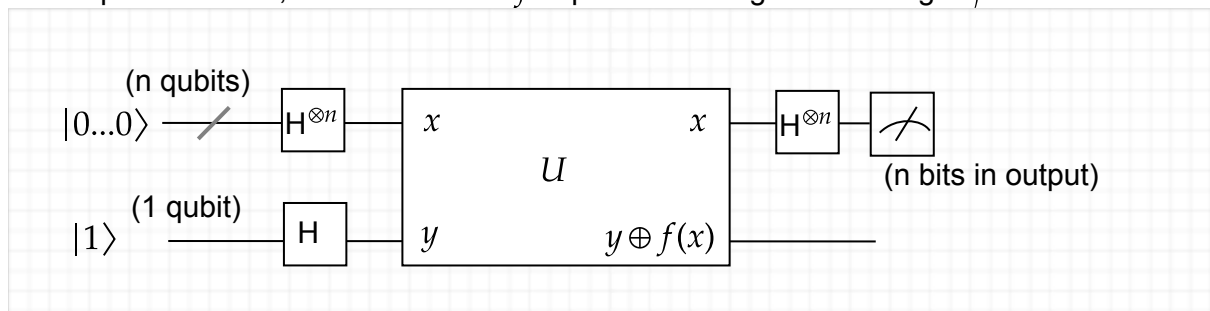 (n qubits)
|0...0⟩ H⊗n x x H⊗n
U
(n bits in output)
(1 qubit)
|1⟩ H y y ⊕ f(x)